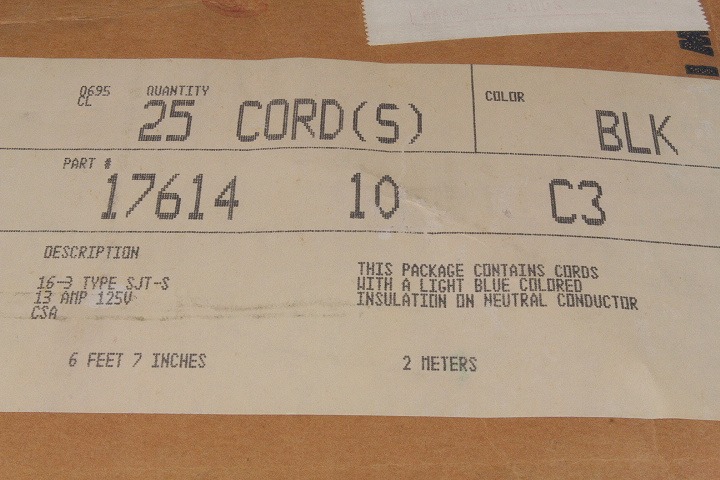 0695 QUANTITY
CL
25 CORD(S)
COLOR
BLK
PART #
17614 10 C3
DESCRIPTION
16-3 TYPE SJT-S
13 AMP 125V
CSA
THIS PACKAGE CONTAINS CORDS
WITH A LIGHT BLUE COLORED
INSULATION ON NEUTRAL CONDUCTOR
6 FEET 7 INCHES 2 METERS